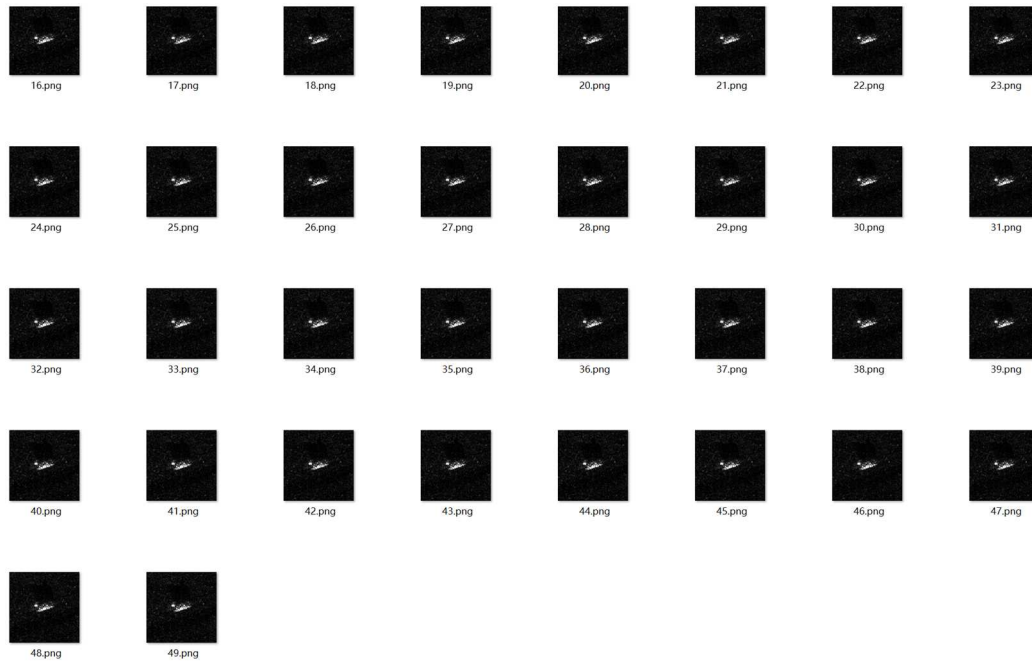 16.png 17.png 18.png 19.png 20.png 21.png 22.png 23.png
24.png 25.png 26.png 27.png 28.png 29.png 30.png 31.png
32.png 33.png 34.png 35.png 36.png 37.png 38.png 39.png
40.png 41.png 42.png 43.png 44.png 45.png 46.png 47.png
48.png 49.png